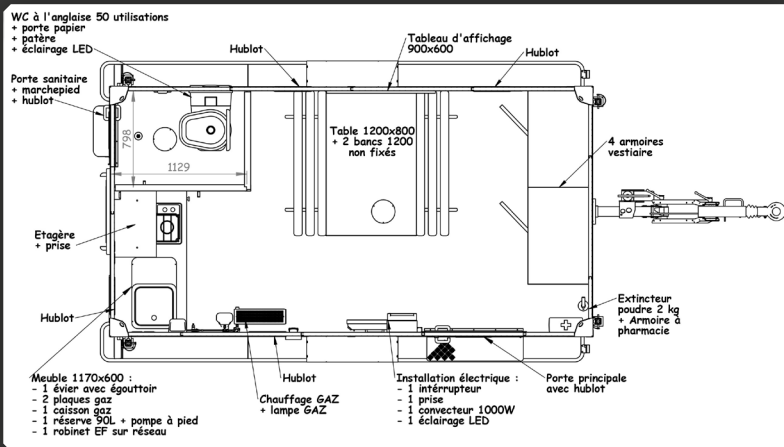 WC à l'anglaise 50 utilisations
+ porte papier
+ patère
+ éclairage LED
Hublot
Tableau d'affichage
900x600
Hublot
Porte sanitaire
+ marchepied
+ hublot
798
1129
Table 1200x800
+ 2 bancs 1200
non fixés
4 armoires
vestiaire
Etagère
+ prise
Hublot
Extincteur
poudre 2 kg
+ Armoire à
pharmacie
Meuble 1170x600 :
- 1 évier avec égouttoir
- 2 plaques gaz
- 1 caisson gaz
- 1 réserve 90L + pompe à pied
- 1 robinet EF sur réseau
Hublot
Chauffage GAZ
+ lampe GAZ
Installation électrique :
- 1 intérrupteur
- 1 prise
- 1 convecteur 1000W
- 1 éclairage LED
Porte principale
avec hublot